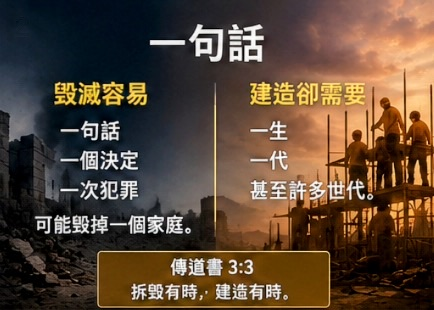 一句話
毀滅容易
一句話
一個決定
一次犯罪
可能毀掉一個家庭。
建造卻需要
一生
一代
甚至許多世代。
傳道書 3:3
拆毀有時，建造有時。